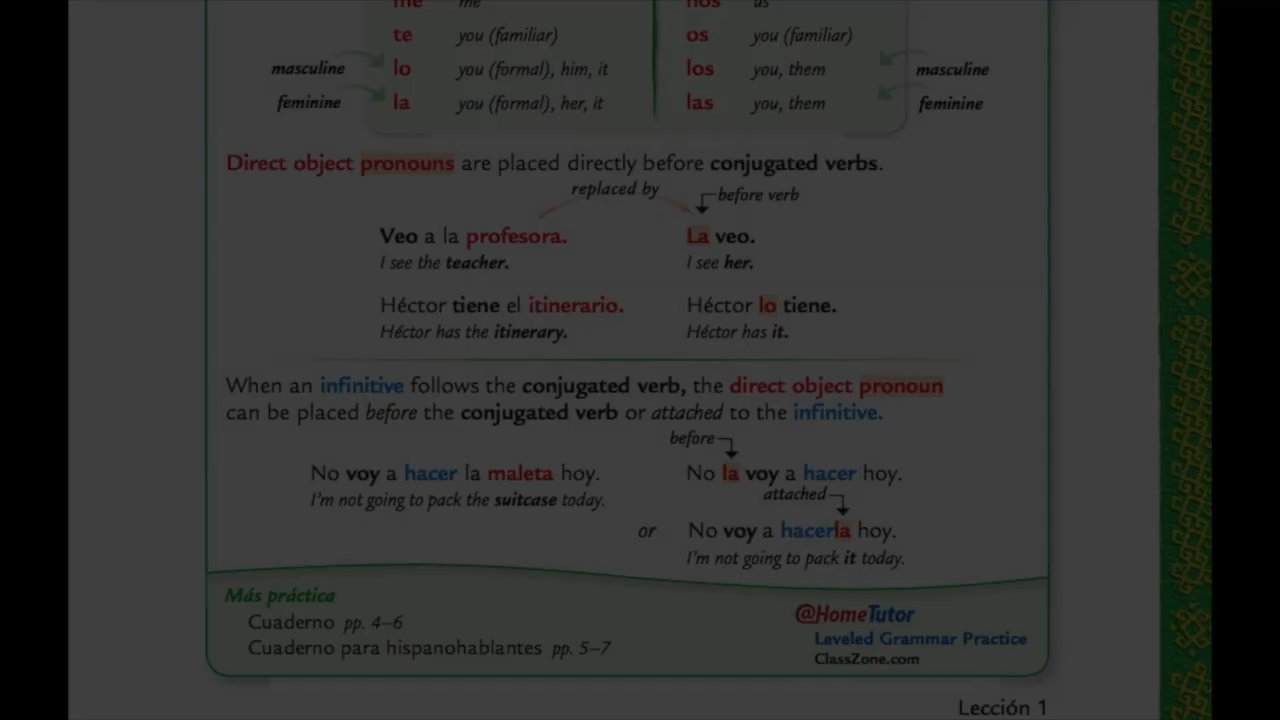 me me nos us
te you (familiar) os you (familiar)
masculine lo you (formal), him, it los you, them masculine
feminine la you (formal), her, it las you, them feminine
Direct object pronouns are placed directly before conjugated verbs.
replaced by before verb
Veo a la profesora. La veo.
I see the teacher. I see her.
Héctor tiene el itinerario. Héctor lo tiene.
Héctor has the itinerary. Héctor has it.
When an infinitive follows the conjugated verb, the direct object pronoun
can be placed before the conjugated verb or attached to the infinitive.
before
No voy a hacer la maleta hoy. No la voy a hacer hoy.
I'm not going to pack the suitcase today. attached
or No voy a hacerla hoy.
I'm not going to pack it today.
Más práctica
Cuaderno pp. 4–6
Cuaderno para hispanohablantes pp. 5–7
@HomeTutor
Leveled Grammar Practice
ClassZone.com
Lección 1